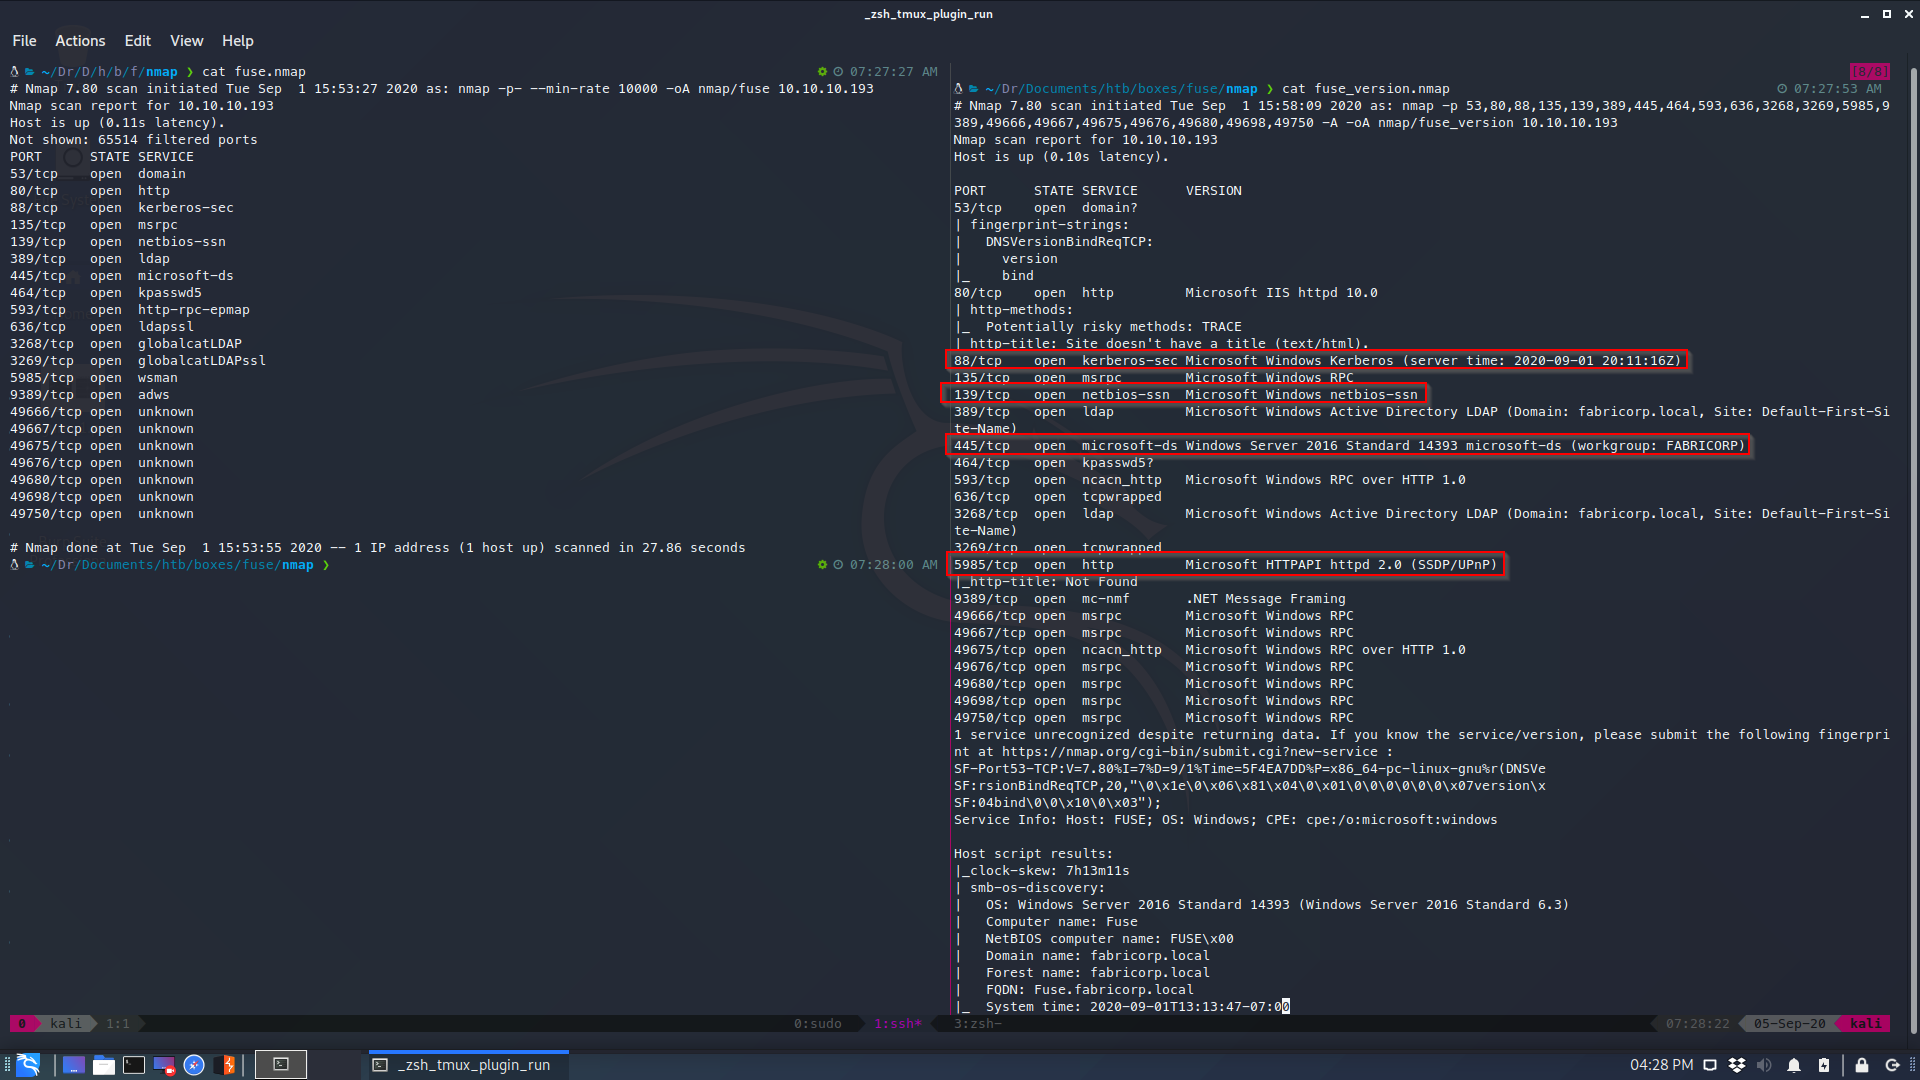 _zsh_tmux_plugin_run
File Actions Edit View Help
~/Dr/D/h/b/f/nmap ❯ cat fuse.nmap 07:27:27 AM
# Nmap 7.80 scan initiated Tue Sep  1 15:53:27 2020 as: nmap -p- --min-rate 10000 -oA nmap/fuse 10.10.10.193
Nmap scan report for 10.10.10.193
Host is up (0.11s latency).
Not shown: 65514 filtered ports
PORT      STATE SERVICE
53/tcp    open  domain
80/tcp    open  http
88/tcp    open  kerberos-sec
135/tcp   open  msrpc
139/tcp   open  netbios-ssn
389/tcp   open  ldap
445/tcp   open  microsoft-ds
464/tcp   open  kpasswd5
593/tcp   open  http-rpc-epmap
636/tcp   open  ldapssl
3268/tcp  open  globalcatLDAP
3269/tcp  open  globalcatLDAPssl
5985/tcp  open  wsman
9389/tcp  open  adws
49666/tcp open  unknown
49667/tcp open  unknown
49675/tcp open  unknown
49676/tcp open  unknown
49680/tcp open  unknown
49698/tcp open  unknown
49750/tcp open  unknown
# Nmap done at Tue Sep  1 15:53:55 2020 -- 1 IP address (1 host up) scanned in 27.86 seconds
~/Dr/Documents/htb/boxes/fuse/nmap ❯ 07:28:00 AM
[8/8]
~/Dr/Documents/htb/boxes/fuse/nmap ❯ cat fuse_version.nmap 07:27:53 AM
# Nmap 7.80 scan initiated Tue Sep  1 15:58:09 2020 as: nmap -p 53,80,88,135,139,389,445,464,593,636,3268,3269,5985,9
389,49666,49667,49675,49676,49680,49698,49750 -A -oA nmap/fuse_version 10.10.10.193
Nmap scan report for 10.10.10.193
Host is up (0.10s latency).
PORT      STATE SERVICE      VERSION
53/tcp    open  domain?
| fingerprint-strings:
|   DNSVersionBindReqTCP:
|     version
|_    bind
80/tcp    open  http         Microsoft IIS httpd 10.0
| http-methods:
|_  Potentially risky methods: TRACE
|_http-title: Site doesn't have a title (text/html).
88/tcp    open  kerberos-sec Microsoft Windows Kerberos (server time: 2020-09-01 20:11:16Z)
135/tcp   open  msrpc        Microsoft Windows RPC
139/tcp   open  netbios-ssn  Microsoft Windows netbios-ssn
389/tcp   open  ldap         Microsoft Windows Active Directory LDAP (Domain: fabricorp.local, Site: Default-First-Si
te-Name)
445/tcp   open  microsoft-ds Windows Server 2016 Standard 14393 microsoft-ds (workgroup: FABRICORP)
464/tcp   open  kpasswd5?
593/tcp   open  ncacn_http   Microsoft Windows RPC over HTTP 1.0
636/tcp   open  tcpwrapped
3268/tcp  open  ldap         Microsoft Windows Active Directory LDAP (Domain: fabricorp.local, Site: Default-First-Si
te-Name)
3269/tcp  open  tcpwrapped
5985/tcp  open  http         Microsoft HTTPAPI httpd 2.0 (SSDP/UPnP)
|_http-title: Not Found
9389/tcp  open  mc-nmf       .NET Message Framing
49666/tcp open  msrpc        Microsoft Windows RPC
49667/tcp open  msrpc        Microsoft Windows RPC
49675/tcp open  ncacn_http   Microsoft Windows RPC over HTTP 1.0
49676/tcp open  msrpc        Microsoft Windows RPC
49680/tcp open  msrpc        Microsoft Windows RPC
49698/tcp open  msrpc        Microsoft Windows RPC
49750/tcp open  msrpc        Microsoft Windows RPC
1 service unrecognized despite returning data. If you know the service/version, please submit the following fingerpri
nt at https://nmap.org/cgi-bin/submit.cgi?new-service :
SF-Port53-TCP:V=7.80%I=7%D=9/1%Time=5F4EA7DD%P=x86_64-pc-linux-gnu%r(DNSVe
SF:rsionBindReqTCP,20,"\0\x1e\0\x06\x81\x04\0\x01\0\0\0\0\0\0\x07version\x
SF:04bind\0\0\x10\0\x03");
Service Info: Host: FUSE; OS: Windows; CPE: cpe:/o:microsoft:windows
Host script results:
|_clock-skew: 7h13m11s
| smb-os-discovery:
|   OS: Windows Server 2016 Standard 14393 (Windows Server 2016 Standard 6.3)
|   Computer name: Fuse
|   NetBIOS computer name: FUSE\x00
|   Domain name: fabricorp.local
|   Forest name: fabricorp.local
|   FQDN: Fuse.fabricorp.local
|_  System time: 2020-09-01T13:13:47-07:00
0 kali 1:1 0:sudo 1:ssh* 3:zsh- 07:28:22 05-Sep-20 kali
_zsh_tmux_plugin_run 04:28 PM